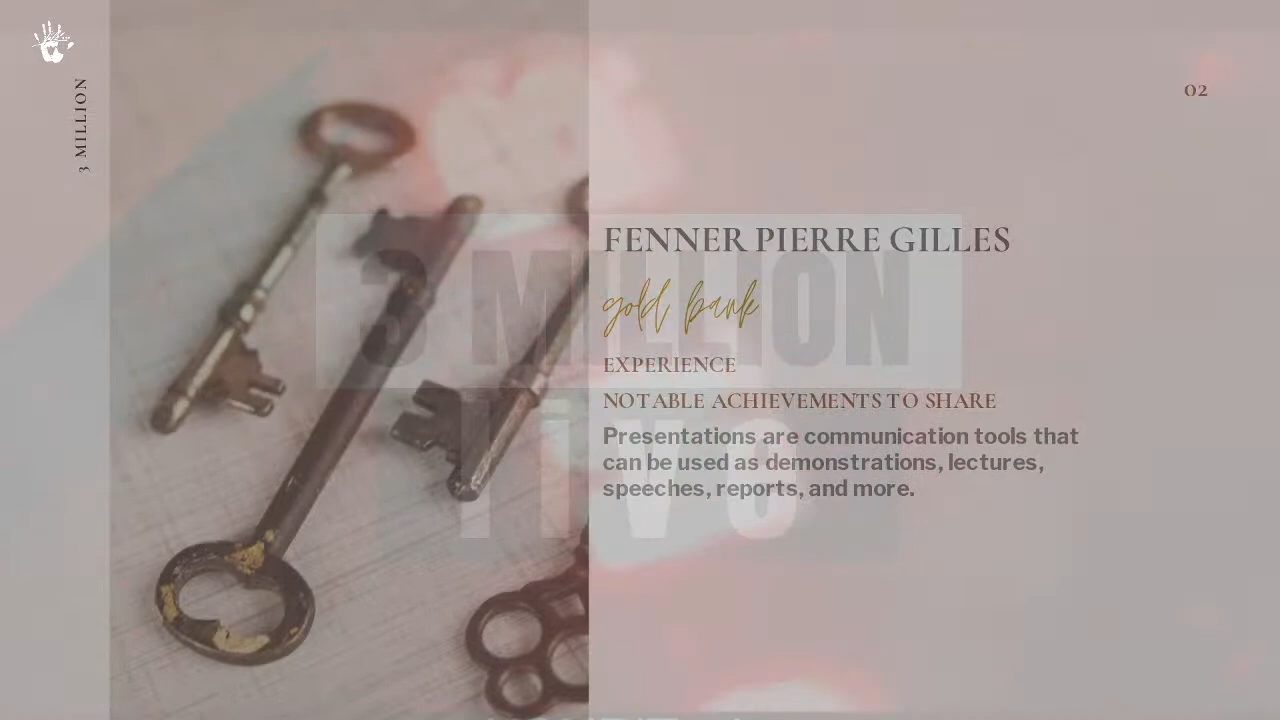 3 MILLION
02
FENNER PIERRE GILLES
gold bank
EXPERIENCE
NOTABLE ACHIEVEMENTS TO SHARE
Presentations are communication tools that
can be used as demonstrations, lectures,
speeches, reports, and more.
3 MILLION
live